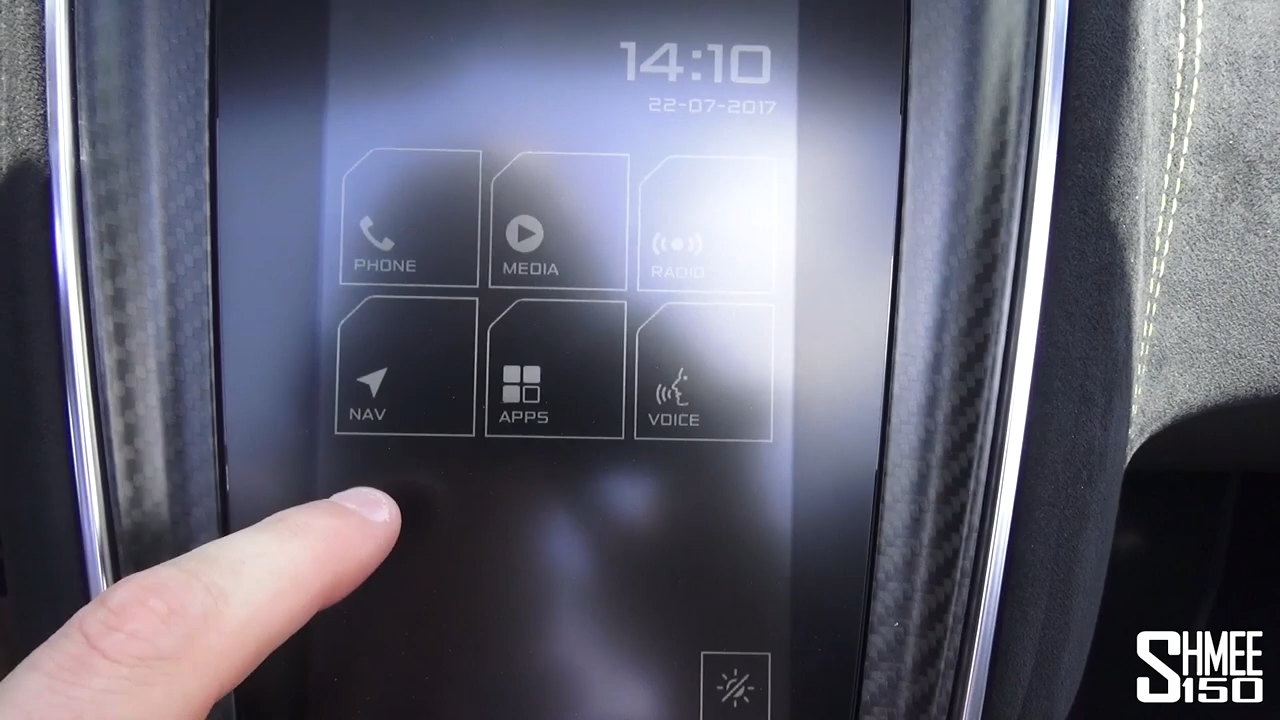 14:10
22-07-2017
PHONE
MEDIA
RADIO
NAV
APPS
VOICE
SHMEE
150